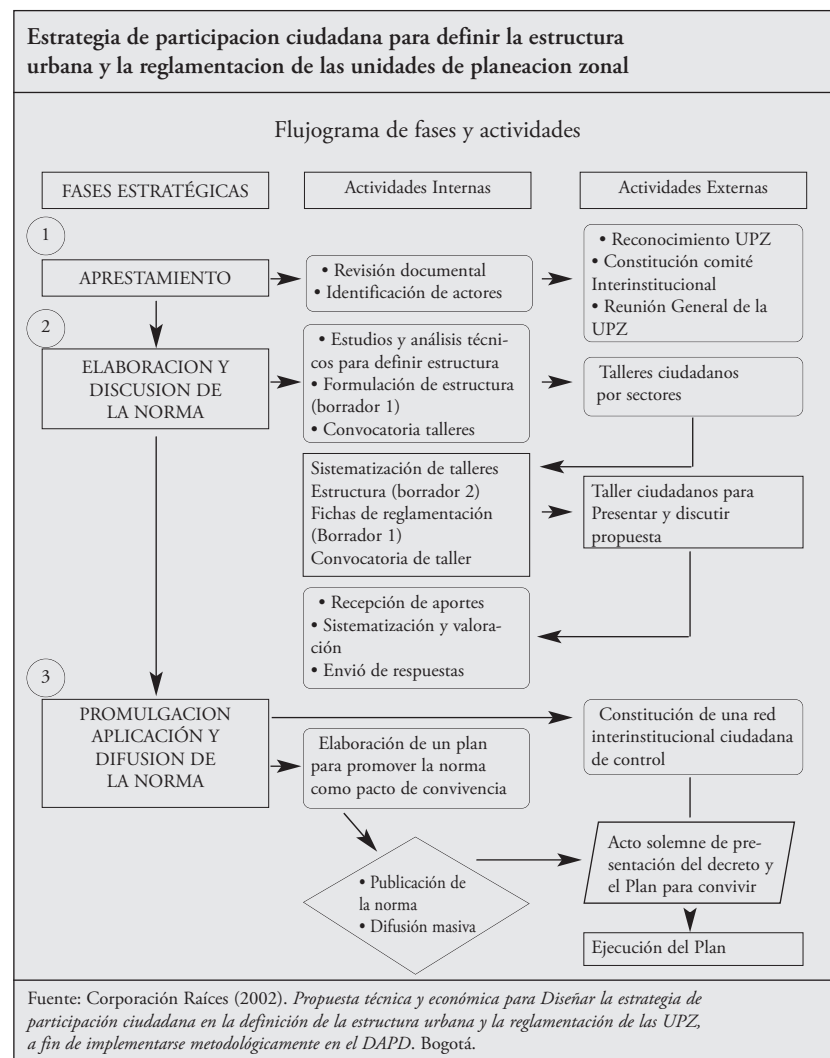 Estrategia de participacion ciudadana para definir la estructura
urbana y la reglamentacion de las unidades de planeacion zonal
Flujograma de fases y actividades
FASES ESTRATÉGICAS
Actividades Internas
Actividades Externas
1
APRESTAMIENTO
• Revisión documental
• Identificación de actores
• Reconocimiento UPZ
• Constitución comité
Interinstitucional
• Reunión General de la
UPZ
2
ELABORACION Y
DISCUSION DE
LA NORMA
• Estudios y análisis técni-
cos para definir estructura
• Formulación de estructura
(borrador 1)
• Convocatoria talleres
Talleres ciudadanos
por sectores
Sistematización de talleres
Estructura (borrador 2)
Fichas de reglamentación
(Borrador 1)
Convocatoria de taller
Taller ciudadanos para
Presentar y discutir
propuesta
• Recepción de aportes
• Sistematización y valora-
ción
• Envió de respuestas
3
PROMULGACION
APLICACIÓN Y
DIFUSION DE
LA NORMA
Elaboración de un plan
para promover la norma
como pacto de convivencia
Constitución de una red
interinstitucional ciudadana
de control
• Publicación de
la norma
• Difusión masiva
Acto solemne de pre-
sentación del decreto y
el Plan para convivir
Ejecución del Plan
Fuente: Corporación Raíces (2002). Propuesta técnica y económica para Diseñar la estrategia de
participación ciudadana en la definición de la estructura urbana y la reglamentación de las UPZ,
a fin de implementarse metodológicamente en el DAPD. Bogotá.